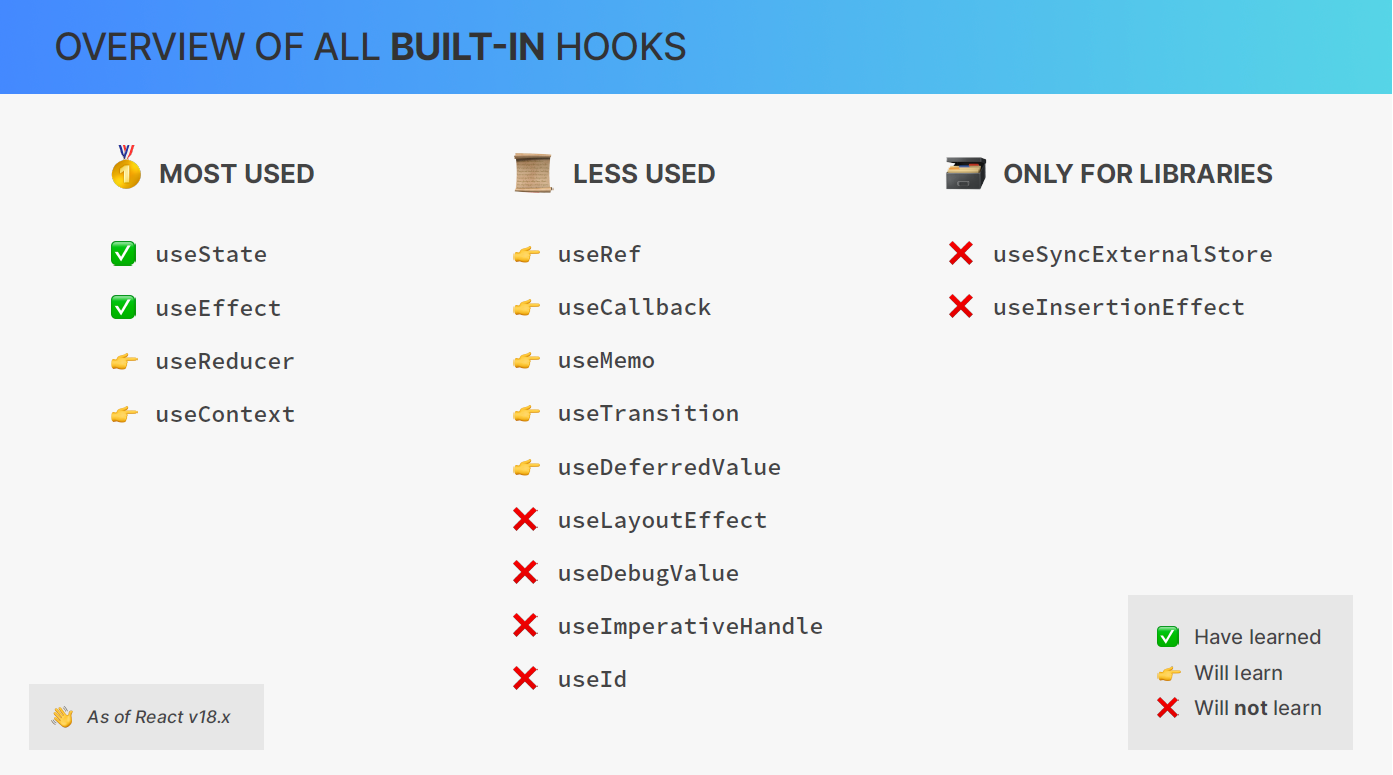 OVERVIEW OF ALL BUILT-IN HOOKS
MOST USED
useState
useEffect
useReducer
useContext
LESS USED
useRef
useCallback
useMemo
useTransition
useDeferredValue
useLayoutEffect
useDebugValue
useImperativeHandle
useId
ONLY FOR LIBRARIES
useSyncExternalStore
useInsertionEffect
Have learned
Will learn
Will not learn
As of React v18.x